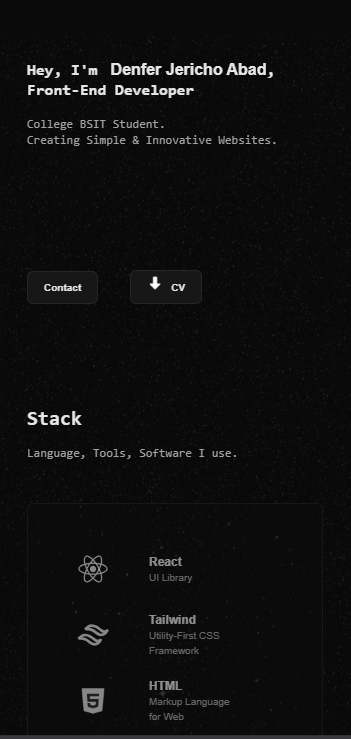 Hey, I'm Denfer Jericho Abad,
Front-End Developer
College BSIT Student.
Creating Simple & Innovative Websites.
Contact
CV
Stack
Language, Tools, Software I use.
React
UI Library
Tailwind
Utility-First CSS
Framework
5
HTML
Markup Language
for Web